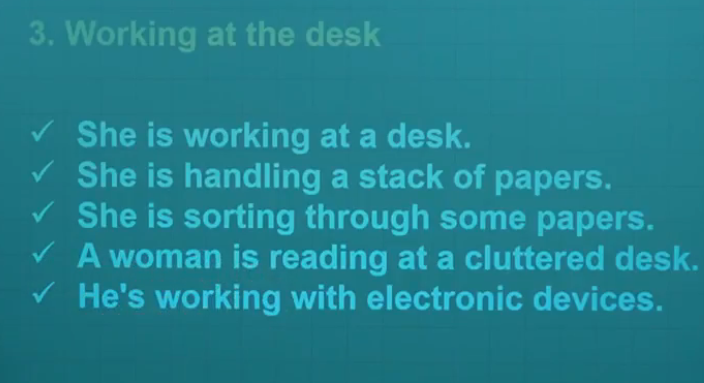 3. Working at the desk
✓ She is working at a desk.
✓ She is handling a stack of papers.
✓ She is sorting through some papers.
✓ A woman is reading at a cluttered desk.
✓ He's working with electronic devices.